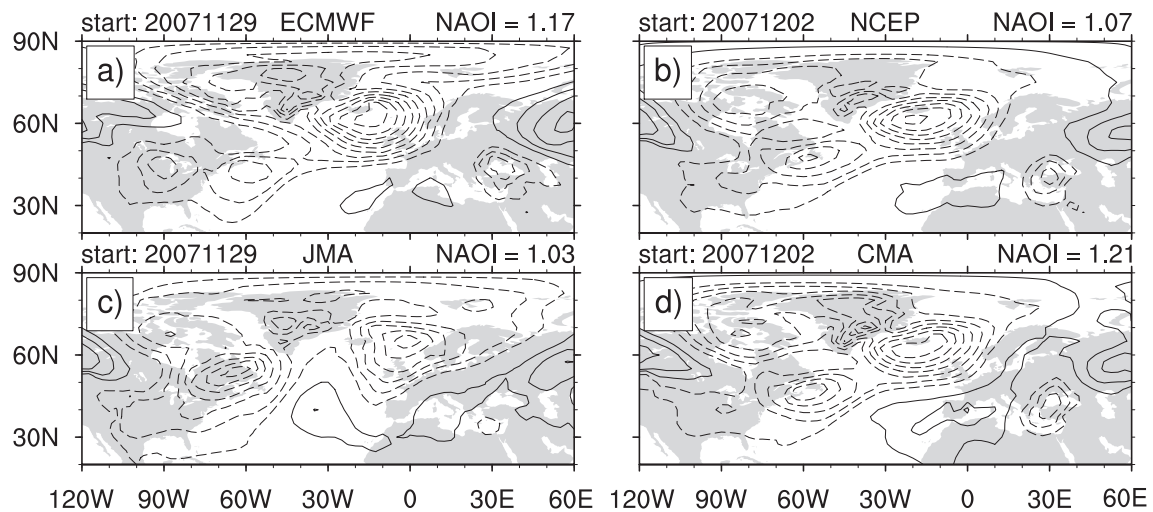 start: 20071129 ECMWF NAOI = 1.17
start: 20071202 NCEP NAOI = 1.07
90N
a)
b)
60N
30N
start: 20071129 JMA NAOI = 1.03
start: 20071202 CMA NAOI = 1.21
90N
c)
d)
60N
30N
120W 90W 60W 30W 0 30E 60E
120W 90W 60W 30W 0 30E 60E